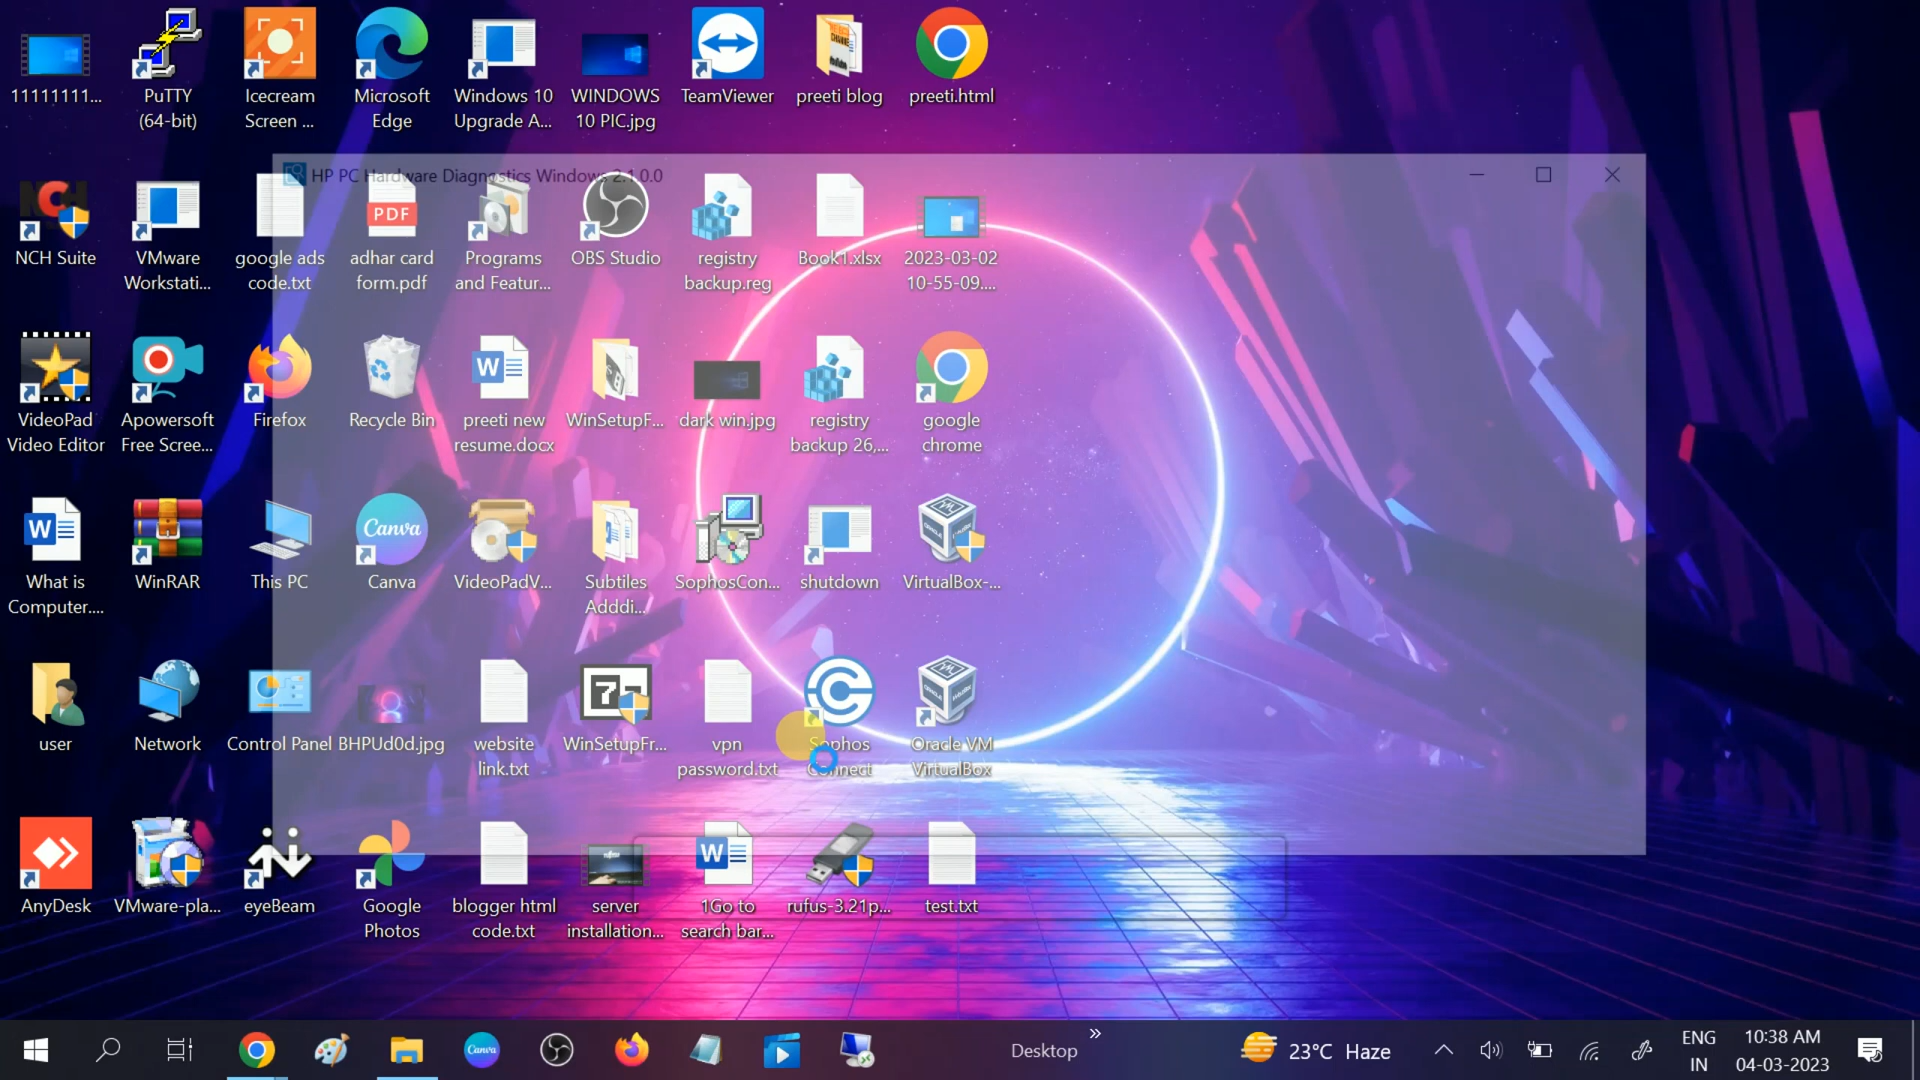 11111111...
PuTTY
(64-bit)
Icecream
Screen ...
Microsoft
Edge
Windows 10
Upgrade A...
WINDOWS
10 PIC.jpg
TeamViewer
preeti blog
preeti.html
HP PC Hardware Diagnostics Windows 2.1.0.0
NCH
NCH Suite
VMware
Workstati...
google ads
code.txt
PDF
adhar card
form.pdf
Programs
and Featur...
OBS Studio
registry
backup.reg
Book1.xlsx
2023-03-02
10-55-09....
VideoPad
Video Editor
Apowersoft
Free Scree...
Firefox
Recycle Bin
W
preeti new
resume.docx
WinSetupF...
dark win.jpg
registry
backup 26,...
google
chrome
W
What is
Computer....
WinRAR
This PC
Canva
Canva
VideoPadV...
Subtiles
Adddi...
SophosCon...
shutdown
VirtualBox-...
user
Network
Control Panel
BHPUd0d.jpg
website
link.txt
WinSetupFr...
vpn
password.txt
Sophos
Connect
Oracle VM
VirtualBox
AnyDesk
VMware-pla...
eyeBeam
Google
Photos
blogger html
code.txt
server
installation...
W
1Go to
search bar...
rufus-3.21p...
test.txt
Canva
Desktop
23°C Haze
ENG
IN
10:38 AM
04-03-2023